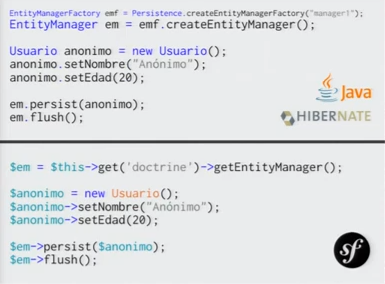 EntityManagerFactory emf = Persistence.createEntityManagerFactory("manager1");
EntityManager em = emf.createEntityManager();
Usuario anonimo = new Usuario();
anonimo.setNombre("Anónimo");
anonimo.setEdad(20);
em.persist(anonimo);
em.flush();
Java
HIBERNATE
$em = $this->get('doctrine')->getEntityManager();
$anonimo = new Usuario();
$anonimo->setNombre("Anónimo");
$anonimo->setEdad(20);
$em->persist($anonimo);
$em->flush();
sf